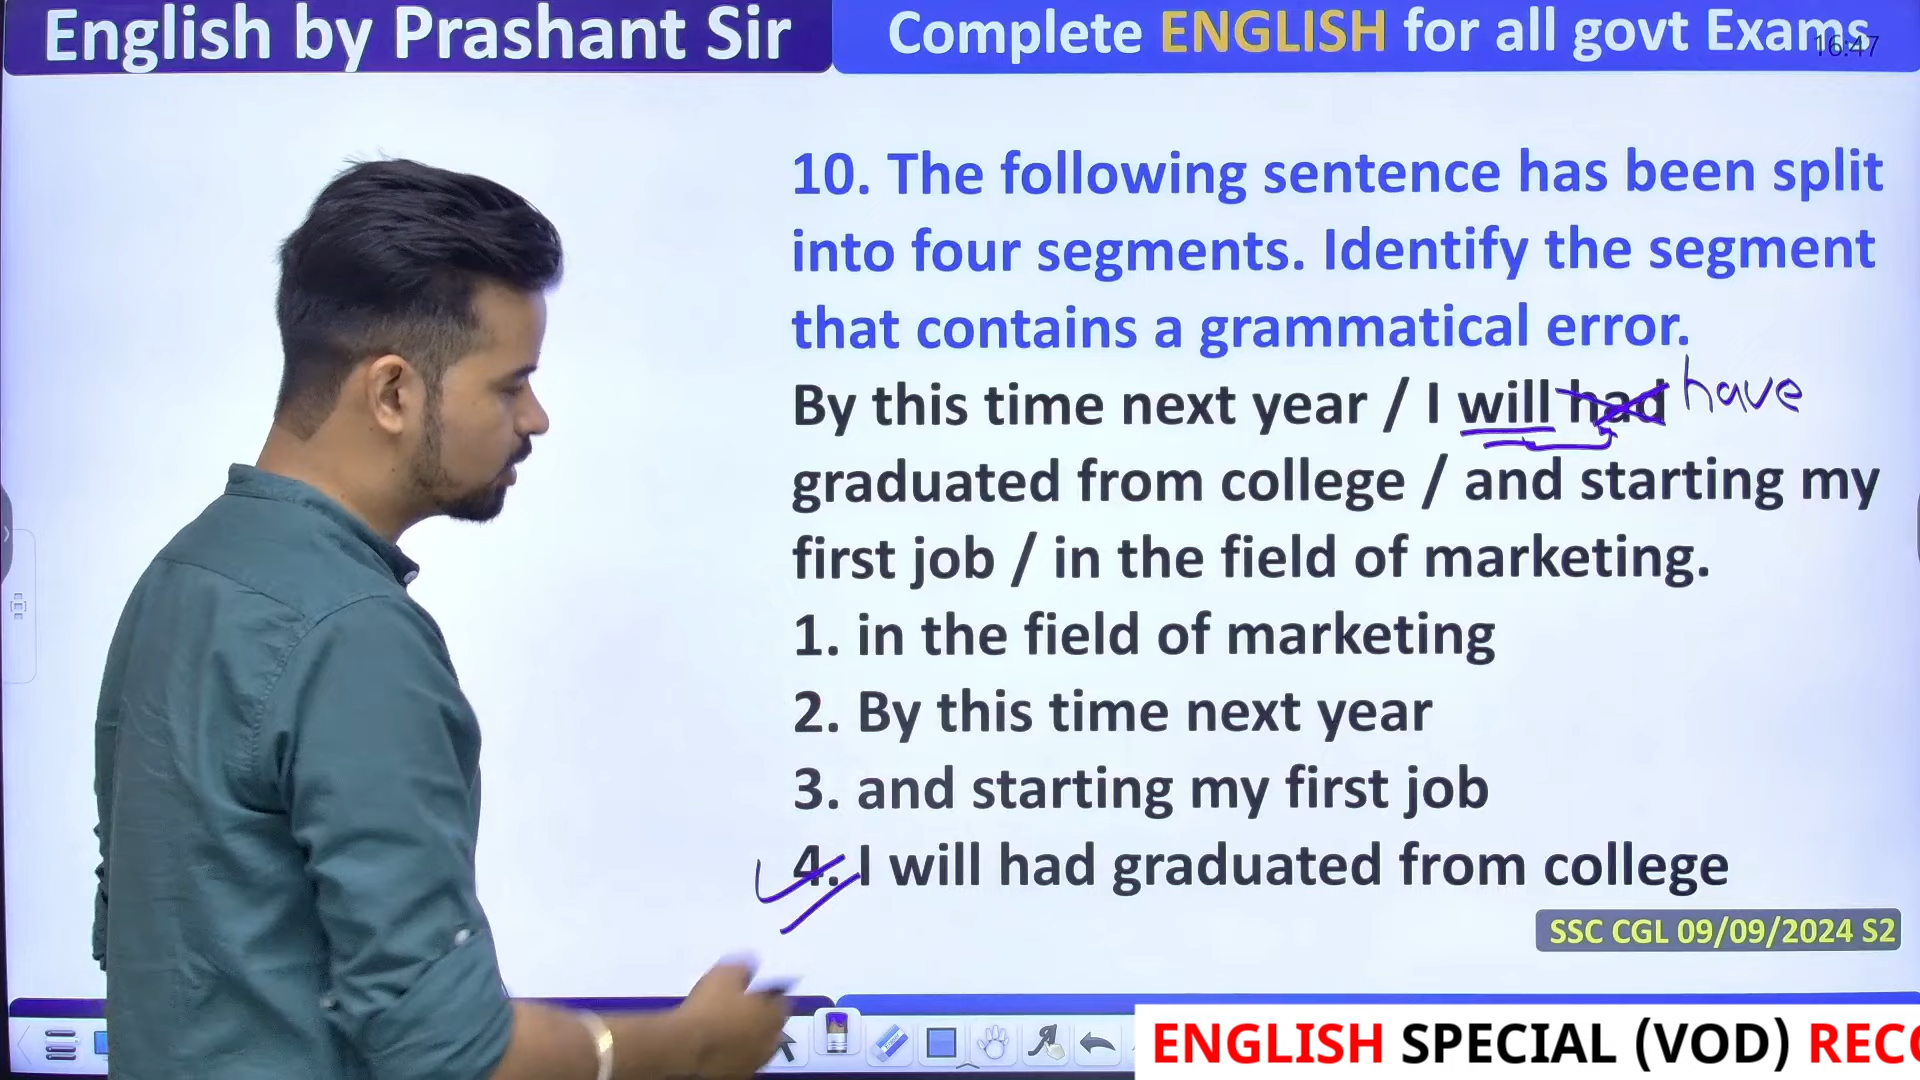 English by Prashant Sir
Complete ENGLISH for all govt Exams
16:47
10. The following sentence has been split
into four segments. Identify the segment
that contains a grammatical error.
By this time next year / I will had have
graduated from college / and starting my
first job / in the field of marketing.
1. in the field of marketing
2. By this time next year
3. and starting my first job
4. I will had graduated from college
SSC CGL 09/09/2024 S2
ENGLISH SPECIAL (VOD) RECO